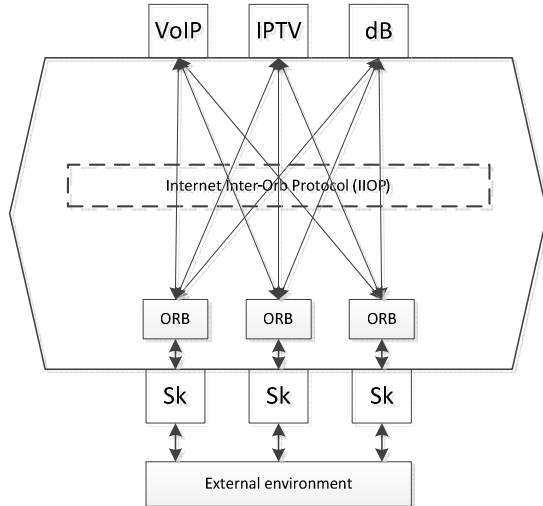 VoIP IPTV dB
Internet Inter-Orb Protocol (IIOP)
ORB ORB ORB
Sk Sk Sk
External environment